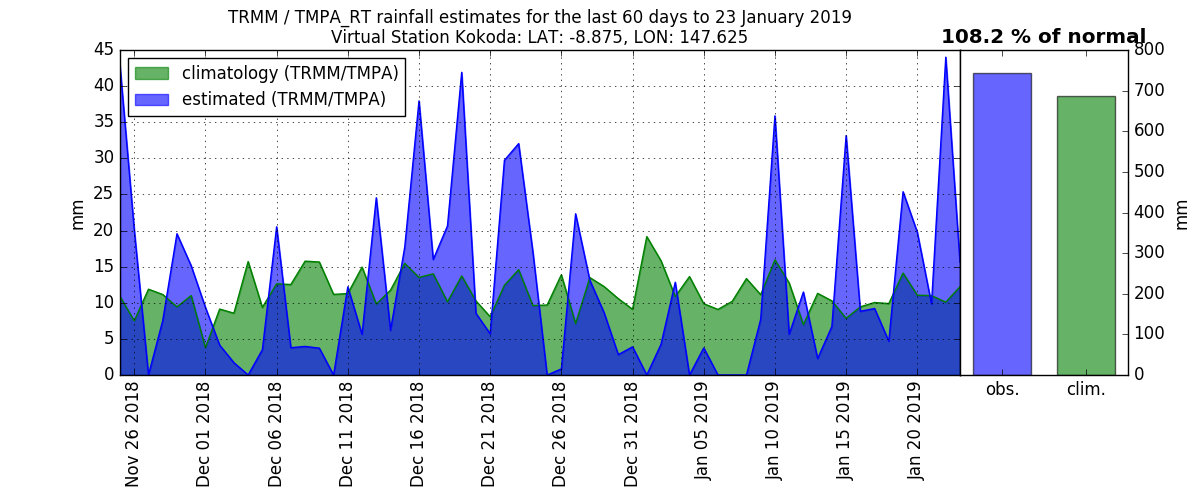 TRMM / TMPA_RT rainfall estimates for the last 60 days to 23 January 2019
Virtual Station Kokoda: LAT: -8.875, LON: 147.625
108.2 % of normal
climatology (TRMM/TMPA)
estimated (TRMM/TMPA)
45
40
35
30
25
20
15
10
5
0
mm
Nov 26 2018
Dec 01 2018
Dec 06 2018
Dec 11 2018
Dec 16 2018
Dec 21 2018
Dec 26 2018
Dec 31 2018
Jan 05 2019
Jan 10 2019
Jan 15 2019
Jan 20 2019
obs.
clim.
800
700
600
500
400
300
200
100
0
mm